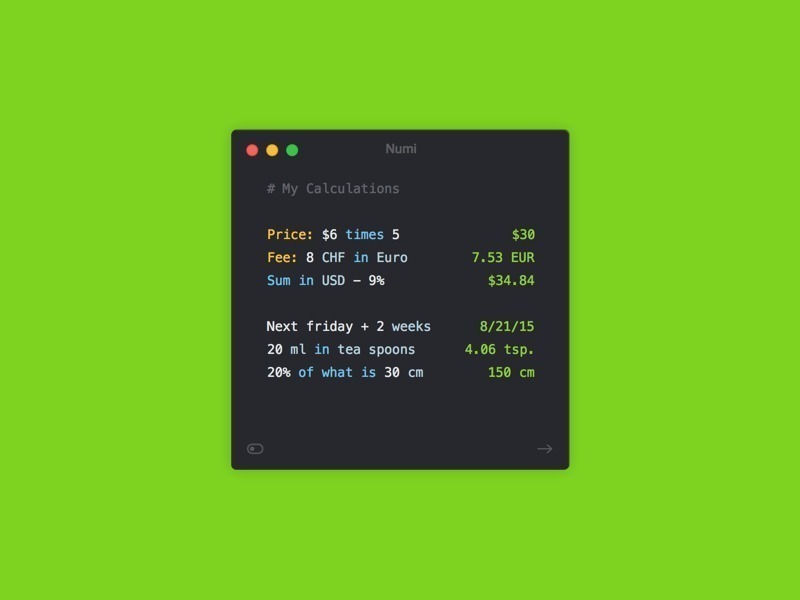 Numi
# My Calculations
Price: $6 times 5 $30
Fee: 8 CHF in Euro 7.53 EUR
Sum in USD – 9% $34.84
Next friday + 2 weeks 8/21/15
20 ml in tea spoons 4.06 tsp.
20% of what is 30 cm 150 cm